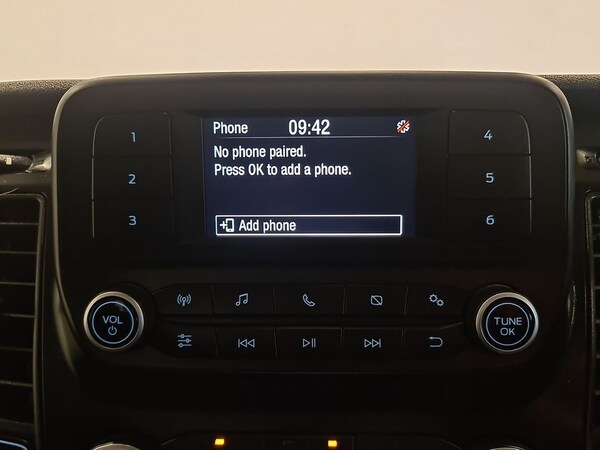 Phone 09:42
No phone paired.
Press OK to add a phone.
Add phone
1
2
3
4
5
6
VOL
TUNE
OK